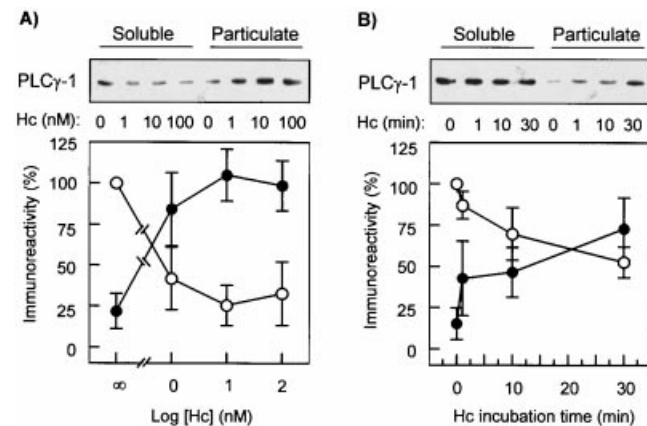 A)
Soluble Particulate
PLCγ-1
Hc (nM): 0 1 10 100 0 1 10 100
Immunoreactivity (%)
125
100
75
50
25
0
∞ 0 1 2
Log [Hc] (nM)
B)
Soluble Particulate
PLCγ-1
Hc (min): 0 1 10 30 0 1 10 30
Immunoreactivity (%)
125
100
75
50
25
0
0 10 20 30
Hc incubation time (min)